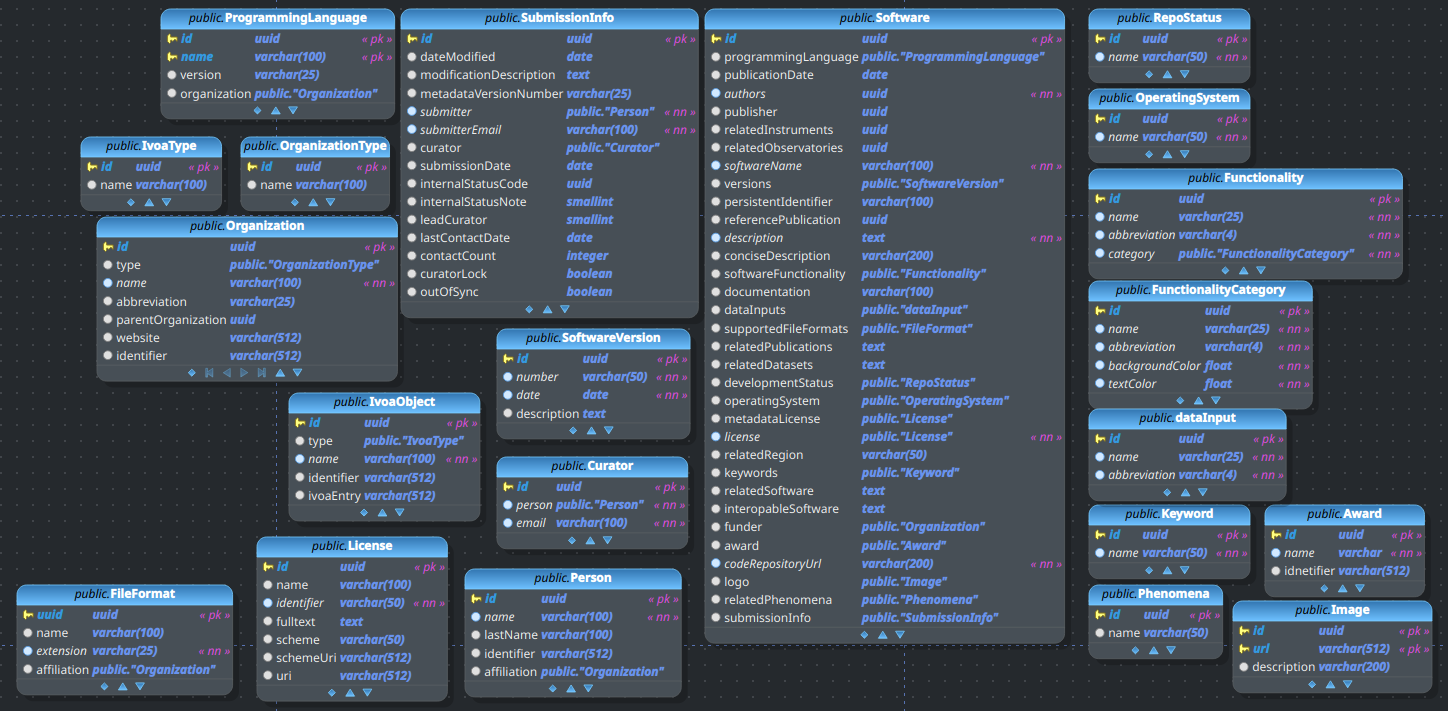 public.ProgrammingLanguage
id uuid « pk »
name varchar(100) « pk »
version varchar(25)
organization public."Organization"
public.SubmissionInfo
id uuid « pk »
dateModified date
modificationDescription text
metadataVersionNumber varchar(25)
submitter public."Person" « nn »
submitterEmail varchar(100) « nn »
curator public."Curator"
submissionDate date
internalStatusCode uuid
internalStatusNote smallint
leadCurator smallint
lastContactDate date
contactCount integer
curatorLock boolean
outOfSync boolean
public.Software
id uuid « pk »
programmingLanguage public."ProgrammingLanguage"
publicationDate date
authors uuid « nn »
publisher uuid
relatedInstruments uuid
relatedObservatories uuid
softwareName varchar(100) « nn »
versions public."SoftwareVersion"
persistentIdentifier varchar(100)
referencePublication uuid
description text « nn »
conciseDescription varchar(200)
softwareFunctionality public."Functionality"
documentation varchar(100)
dataInputs public."dataInput"
supportedFileFormats public."FileFormat"
relatedPublications text
relatedDatasets text
developmentStatus public."RepoStatus"
operatingSystem public."OperatingSystem"
metadataLicense public."License"
license public."License" « nn »
relatedRegion varchar(50)
keywords public."Keyword"
relatedSoftware text
interopableSoftware text
funder public."Organization"
award public."Award"
codeRepositoryUrl varchar(200) « nn »
logo public."Image"
relatedPhenomena public."Phenomena"
submissionInfo public."SubmissionInfo"
public.RepoStatus
id uuid « pk »
name varchar(50) « nn »
public.OperatingSystem
id uuid « pk »
name varchar(50) « nn »
public.IvoaType
id uuid « pk »
name varchar(100)
public.OrganizationType
id uuid « pk »
name varchar(100)
public.Functionality
id uuid « pk »
name varchar(25) « nn »
abbreviation varchar(4) « nn »
category public."FunctionalityCategory" « nn »
public.Organization
id uuid « pk »
type public."OrganizationType"
name varchar(100) « nn »
abbreviation varchar(25)
parentOrganization uuid
website varchar(512)
identifier varchar(512)
public.FunctionalityCategory
id uuid « pk »
name varchar(25) « nn »
abbreviation varchar(4) « nn »
backgroundColor float « nn »
textColor float « nn »
public.SoftwareVersion
id uuid « pk »
number varchar(50) « nn »
date date « nn »
description text
public.IvoaObject
id uuid « pk »
type public."IvoaType"
name varchar(100) « nn »
identifier varchar(512)
ivoaEntry varchar(512)
public.dataInput
id uuid « pk »
name varchar(25) « nn »
abbreviation varchar(4) « nn »
public.Curator
id uuid « pk »
person public."Person" « nn »
email varchar(100) « nn »
public.Keyword
id uuid « pk »
name varchar(50) « nn »
public.Award
id uuid « pk »
name varchar « nn »
idnetifier varchar(512)
public.License
id uuid « pk »
name varchar(100)
identifier varchar(50) « nn »
fulltext text
scheme varchar(50)
schemeUri varchar(512)
uri varchar(512)
public.Person
id uuid « pk »
name varchar(100) « nn »
lastName varchar(100)
identifier varchar(512)
affiliation public."Organization"
public.FileFormat
uuid uuid « pk »
name varchar(100)
extension varchar(25) « nn »
affiliation public."Organization"
public.Phenomena
id uuid « pk »
name varchar(50)
public.Image
id uuid « pk »
url varchar(512) « pk »
description varchar(200)